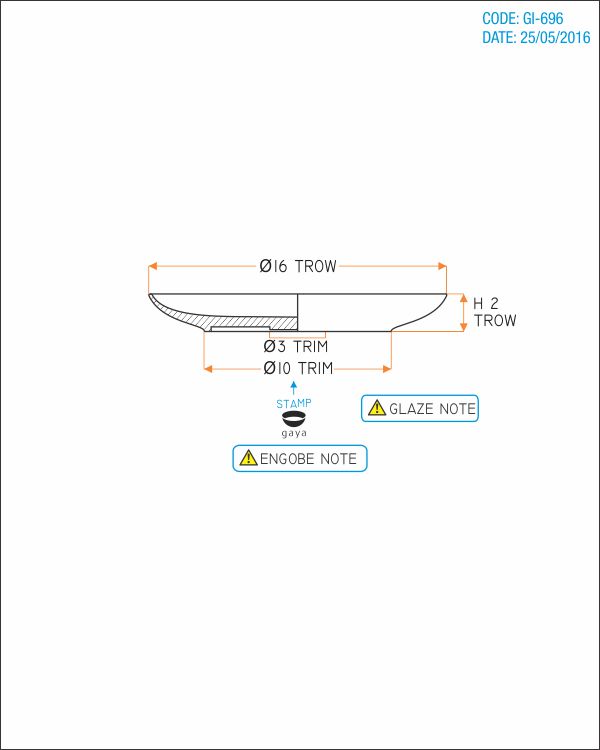 CODE: GI-696
DATE: 25/05/2016
Ø16 TROW
H 2
TROW
Ø3 TRIM
Ø10 TRIM
STAMP
gaya
GLAZE NOTE
ENGOBE NOTE